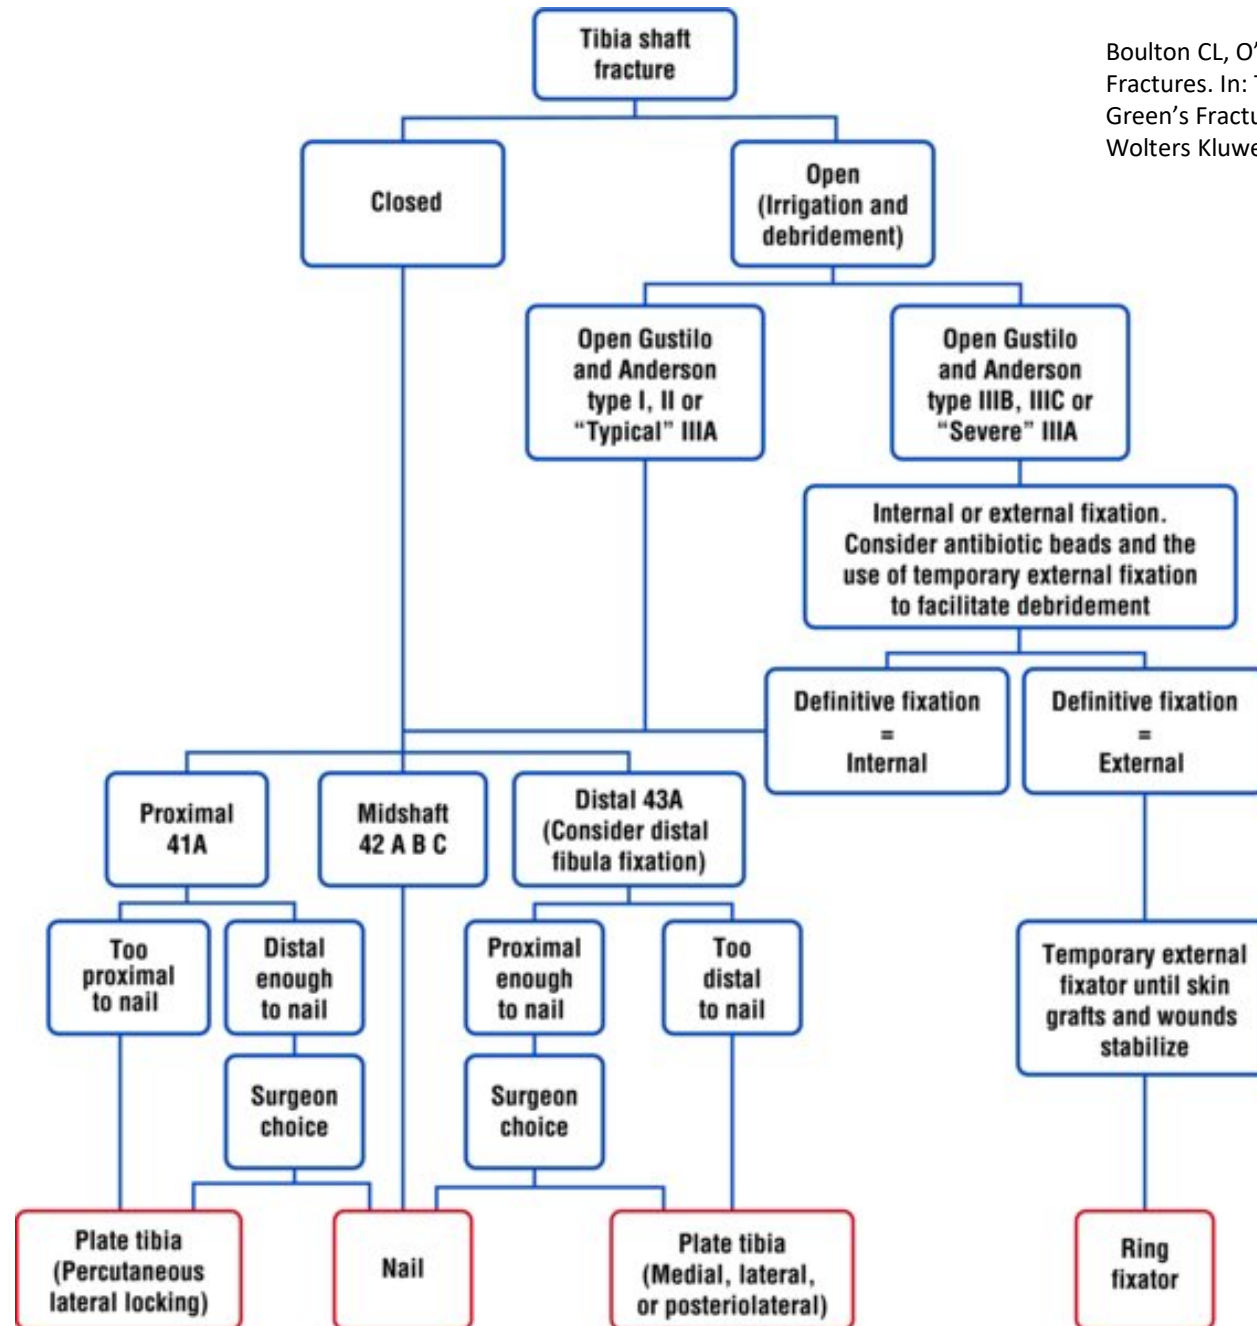 Tibia shaft
fracture
Boulton CL, O’
Fractures. In:
Green’s Fractu
Wolters Kluwe
Closed
Open
(Irrigation and
debridement)
Open Gustilo
and Anderson
type I, II or
“Typical” IIIA
Open Gustilo
and Anderson
type IIIB, IIIC or
“Severe” IIIA
Internal or external fixation.
Consider antibiotic beads and the
use of temporary external fixation
to facilitate debridement
Definitive fixation
=
Internal
Definitive fixation
=
External
Proximal
41A
Midshaft
42 A B C
Distal 43A
(Consider distal
fibula fixation)
Too
proximal
to nail
Distal
enough
to nail
Proximal
enough
to nail
Too
distal
to nail
Temporary external
fixator until skin
grafts and wounds
stabilize
Surgeon
choice
Surgeon
choice
Plate tibia
(Percutaneous
lateral locking)
Nail
Plate tibia
(Medial, lateral,
or posteriolateral)
Ring
fixator